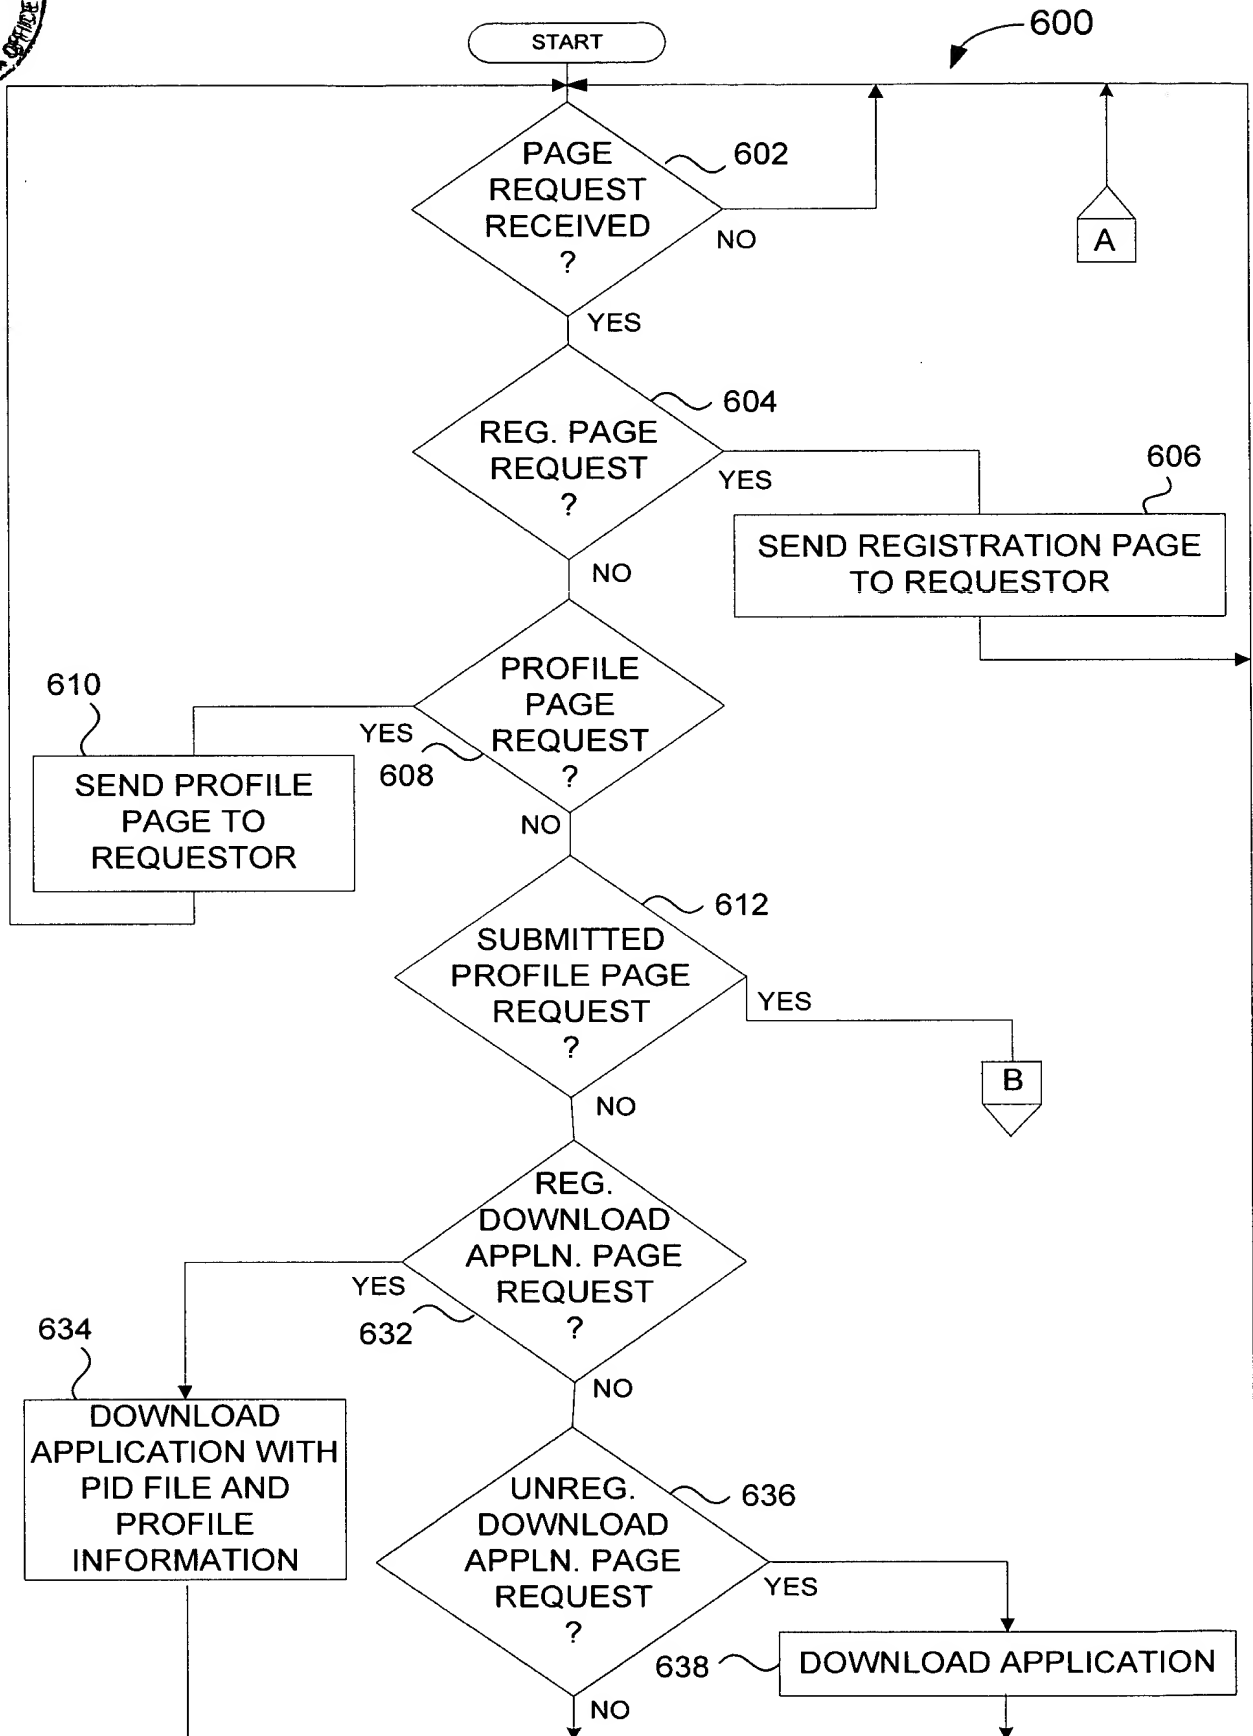 OFFICE
START
600
PAGE
REQUEST
RECEIVED
?
602
NO
A
YES
REG. PAGE
REQUEST
?
604
YES
606
SEND REGISTRATION PAGE
TO REQUESTOR
NO
PROFILE
PAGE
REQUEST
?
608
YES
610
SEND PROFILE
PAGE TO
REQUESTOR
NO
SUBMITTED
PROFILE PAGE
REQUEST
?
612
YES
B
NO
REG.
DOWNLOAD
APPLN. PAGE
REQUEST
?
632
YES
634
DOWNLOAD
APPLICATION WITH
PID FILE AND
PROFILE
INFORMATION
NO
UNREG.
DOWNLOAD
APPLN. PAGE
REQUEST
?
636
YES
638
DOWNLOAD APPLICATION
NO